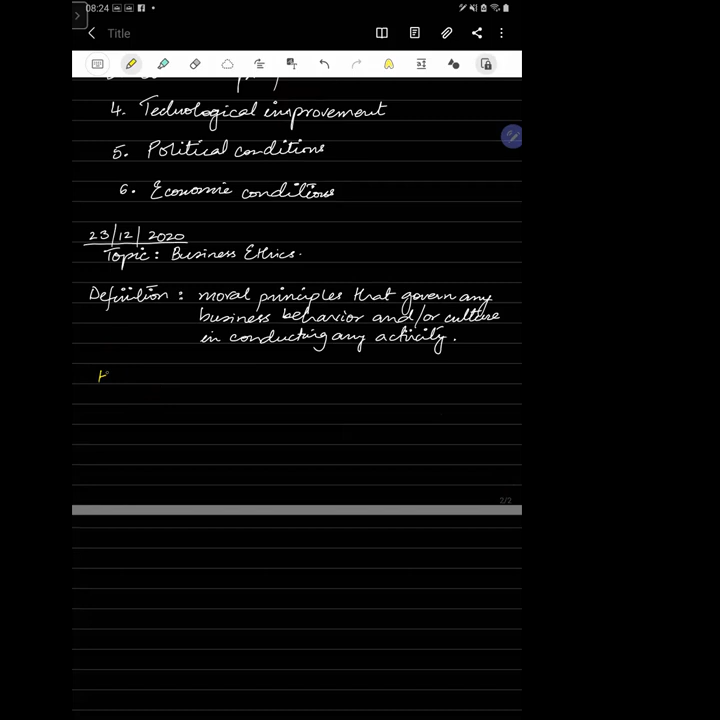 08:24
Title
4. Technological improvement
5. Political conditions
6. Economic conditions
23/12/2020
Topic: Business Ethics.
Definition: moral principles that govern any
business behavior and/or culture
in conducting any activity.
2/2